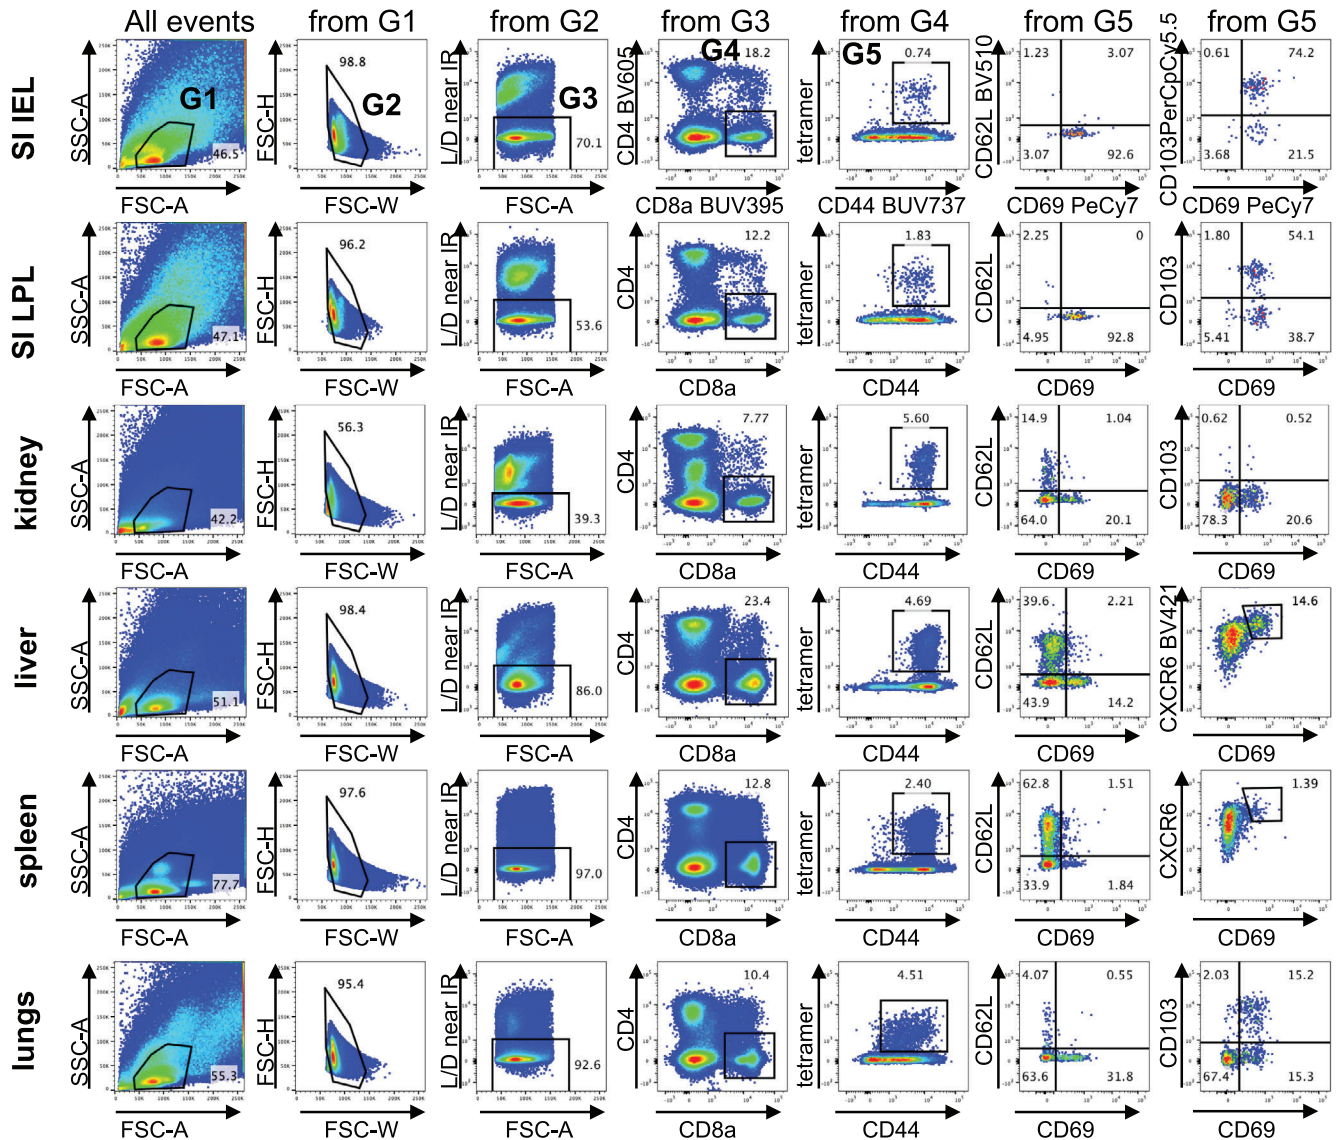 All events from G1 from G2 from G3 from G4 from G5 from G5
SI IEL
SSC-A G1 46.5 FSC-A
FSC-H 98.8 G2 FSC-W
L/D near IR G3 70.1 FSC-A
CD4 BV605 G4 18.2 CD8a BUV395
tetramer G5 0.74 CD44 BUV737
CD62L BV510 1.23 3.07 3.07 92.6 CD69 PeCy7
CD103PerCpCy5.5 0.61 74.2 3.68 21.5 CD69 PeCy7
SI LPL
SSC-A 47.1 FSC-A
FSC-H 96.2 FSC-W
L/D near IR 53.6 FSC-A
CD4 12.2 CD8a
tetramer 1.83 CD44
CD62L 2.25 0 4.95 92.8 CD69
CD103 1.80 54.1 5.41 38.7 CD69
kidney
SSC-A 42.2 FSC-A
FSC-H 56.3 FSC-W
L/D near IR 39.3 FSC-A
CD4 7.77 CD8a
tetramer 5.60 CD44
CD62L 14.9 1.04 64.0 20.1 CD69
CD103 0.62 0.52 78.3 20.6 CD69
liver
SSC-A 51.1 FSC-A
FSC-H 98.4 FSC-W
L/D near IR 86.0 FSC-A
CD4 23.4 CD8a
tetramer 4.69 CD44
CD62L 39.6 2.21 43.9 14.2 CD69
CXCR6 BV421 14.6 CD69
spleen
SSC-A 77.7 FSC-A
FSC-H 97.6 FSC-W
L/D near IR 97.0 FSC-A
CD4 12.8 CD8a
tetramer 2.40 CD44
CD62L 62.8 1.51 33.9 1.84 CD69
CXCR6 1.39 CD69
lungs
SSC-A 55.3 FSC-A
FSC-H 95.4 FSC-W
L/D near IR 92.6 FSC-A
CD4 10.4 CD8a
tetramer 4.51 CD44
CD62L 4.07 0.55 63.6 31.8 CD69
CD103 2.03 15.2 67.4 15.3 CD69